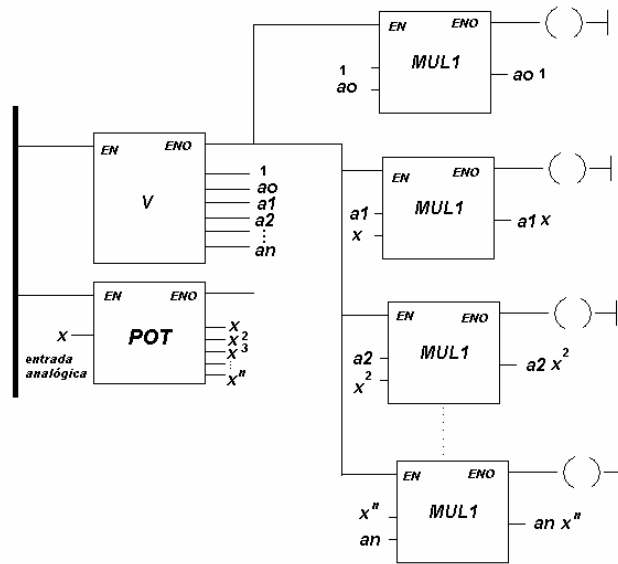 EN ENO
MUL1
1
ao
ao 1
EN ENO
V
1
ao
a1
a2
an
EN ENO
MUL1
a1
x
a1 x
EN ENO
POT
x
entrada
analógica
x
x²
x³
xⁿ
EN ENO
MUL1
a2
x²
a2 x²
EN ENO
MUL1
xⁿ
an
an xⁿ